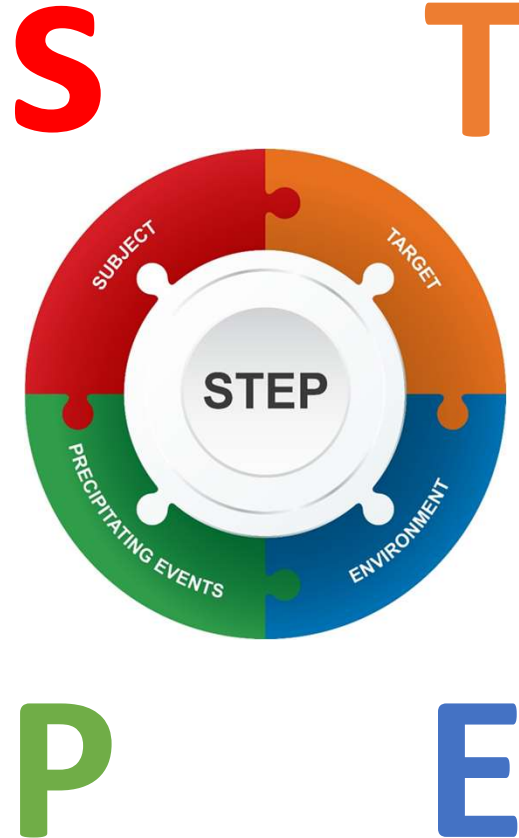 S
T
SUBJECT
TARGET
STEP
PRECIPITATING EVENTS
ENVIRONMENT
P
E